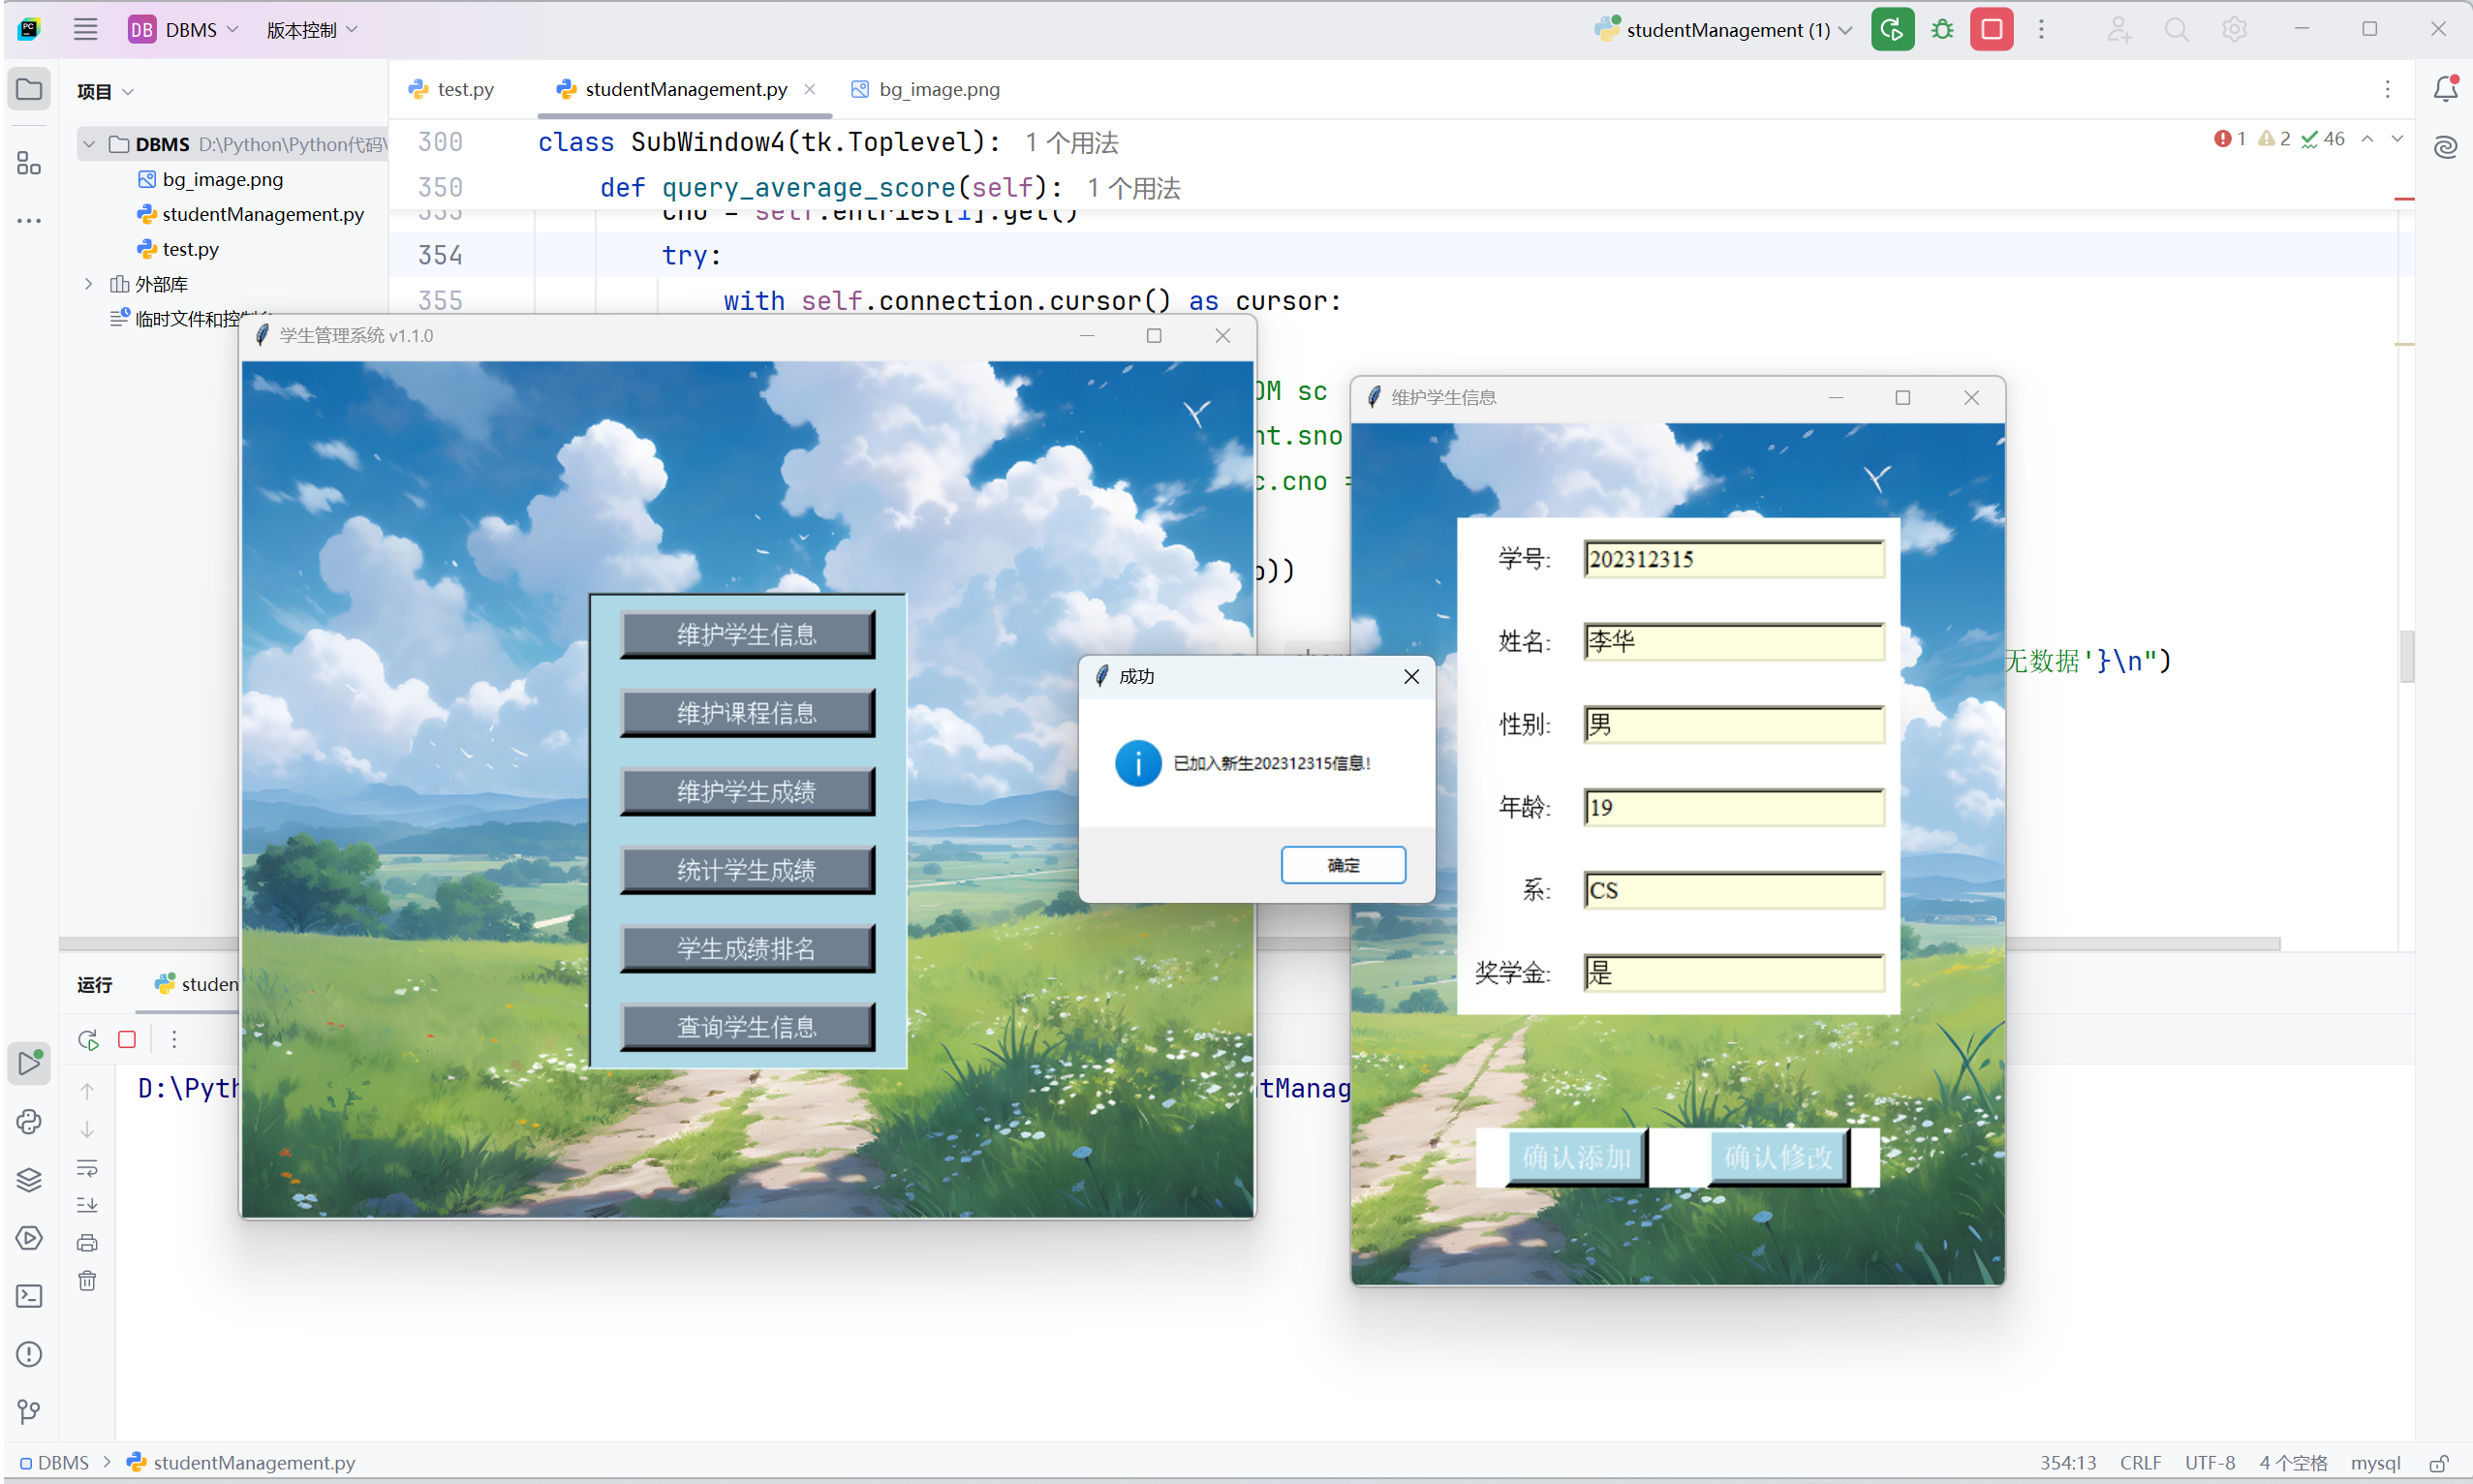 DB DBMS 版本控制 studentManagement (1)
项目 test.py studentManagement.py bg_image.png
DBMS D:\Python\Python代码\
bg_image.png
studentManagement.py
test.py
外部库
临时文件和控制台
300 class SubWindow4(tk.Toplevel): 1 个用法 1 2 46
350 def query_average_score(self): 1 个用法
353 cno = self.entries[1].get()
354 try:
355 with self.connection.cursor() as cursor:
OM sc
nt.sno
c.cno =
))
无数据'}\n")
学生管理系统 v1.1.0
维护学生信息
维护课程信息
维护学生成绩
统计学生成绩
学生成绩排名
查询学生信息
成功
已加入新生202312315信息!
确定
维护学生信息
学号: 202312315
姓名: 李华
性别: 男
年龄: 19
系: CS
奖学金: 是
确认添加 确认修改
运行 studen
D:\Pyth
ntManag
DBMS studentManagement.py 354:13 CRLF UTF-8 4 个空格 mysql